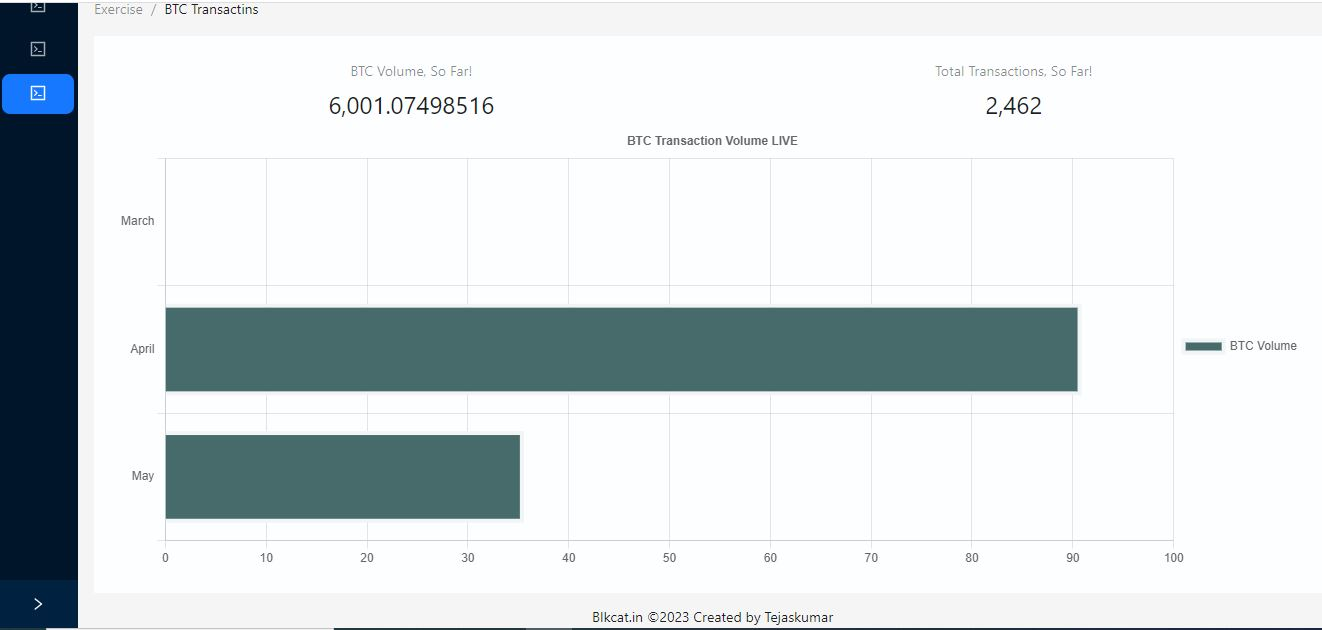 Exercise / BTC Transactins
BTC Volume, So Far!
Total Transactions, So Far!
6,001.07498516
2,462
BTC Transaction Volume LIVE
March
April
BTC Volume
May
0 10 20 30 40 50 60 70 80 90 100
Blkcat.in ©2023 Created by Tejaskumar